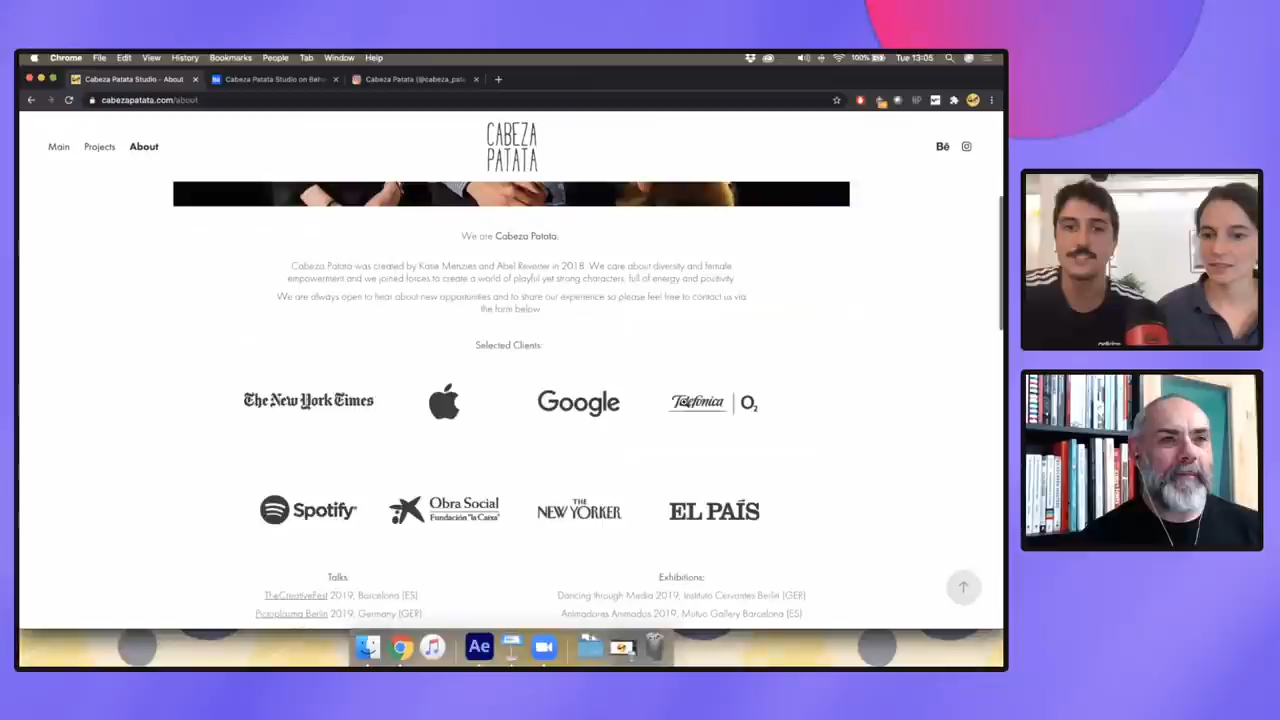 Chrome File Edit View History Bookmarks People Tab Window Help 100% Tue 13:05
Cabeza Patata Studio - About Cabeza Patata Studio on Beh Cabeza Patata (@cabeza_pata
cabezapatata.com/about
Main Projects About
CABEZA
PATATA
Bē
We are Cabeza Patata.
Cabeza Patata was created by Katie Menzies and Abel Reverter in 2018. We care about diversity and female
empowerment and we joined forces to create a world of playful yet strong characters, full of energy and positivity
We are always open to hear about new opportunities and to share our experience so please feel free to contact us via
the form below
Selected Clients:
The New York Times Google Telefónica | O2
Spotify Obra Social
Fundación "la Caixa"
THE
NEW YORKER
EL PAÍS
Talks:
TheCreativeFest 2019, Barcelona (ES)
Pictoplasma Berlin 2019, Germany (GER)
Exhibitions:
Dancing through Media 2019, Instituto Cervantes Berlin (GER)
Animadoras Animados 2019, Mutuo Gallery Barcelona (ES)
Ae